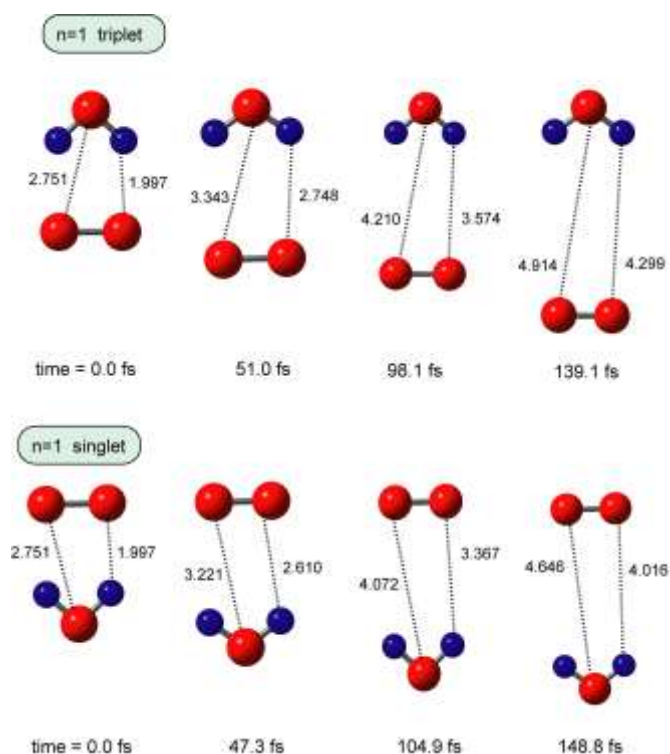 n=1 triplet
2.751 1.997 3.343 2.748 4.210 3.574 4.914 4.299
time = 0.0 fs 51.0 fs 98.1 fs 139.1 fs
n=1 singlet
2.751 1.997 3.221 2.610 4.072 3.367 4.646 4.016
time = 0.0 fs 47.3 fs 104.9 fs 148.8 fs